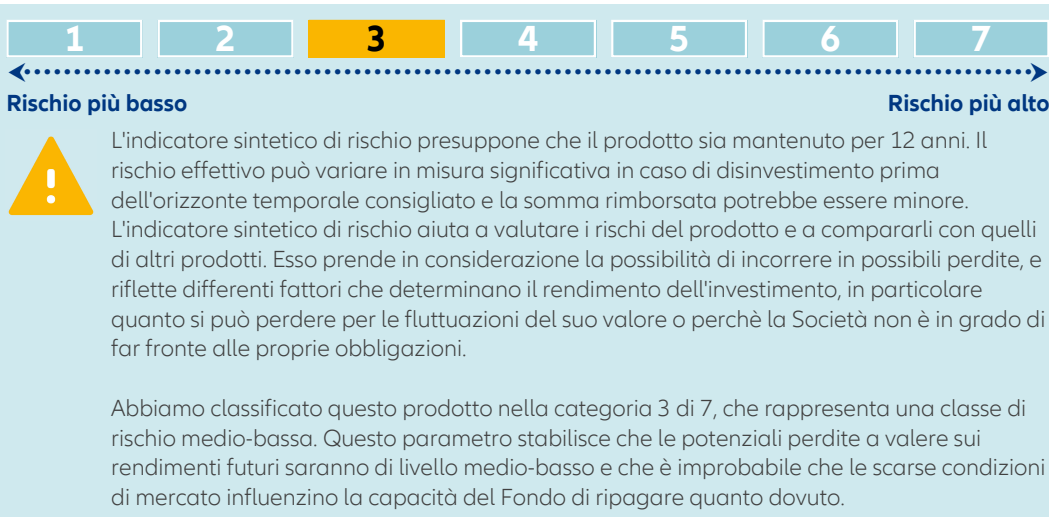 1 2 3 4 5 6 7
Rischio più basso Rischio più alto
!
L'indicatore sintetico di rischio presuppone che il prodotto sia mantenuto per 12 anni. Il
rischio effettivo può variare in misura significativa in caso di disinvestimento prima
dell'orizzonte temporale consigliato e la somma rimborsata potrebbe essere minore.
L'indicatore sintetico di rischio aiuta a valutare i rischi del prodotto e a compararli con quelli
di altri prodotti. Esso prende in considerazione la possibilità di incorrere in possibili perdite, e
riflette differenti fattori che determinano il rendimento dell'investimento, in particolare
quanto si può perdere per le fluttuazioni del suo valore o perchè la Società non è in grado di
far fronte alle proprie obbligazioni.
Abbiamo classificato questo prodotto nella categoria 3 di 7, che rappresenta una classe di
rischio medio-bassa. Questo parametro stabilisce che le potenziali perdite a valere sui
rendimenti futuri saranno di livello medio-basso e che è improbabile che le scarse condizioni
di mercato influenzino la capacità del Fondo di ripagare quanto dovuto.